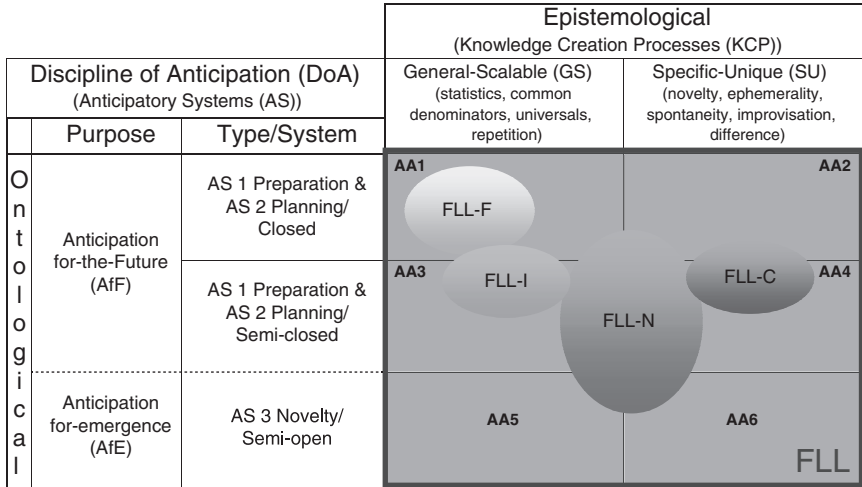 Epistemological
(Knowledge Creation Processes (KCP))
Discipline of Anticipation (DoA)
(Anticipatory Systems (AS))
General-Scalable (GS)
(statistics, common
denominators, universals,
repetition)
Specific-Unique (SU)
(novelty, ephemerality,
spontaneity, improvisation,
difference)
Purpose
Type/System
Ontological
Anticipation
for-the-Future
(AfF)
AS 1 Preparation &
AS 2 Planning/
Closed
AA1
FLL-F
AA2
AS 1 Preparation &
AS 2 Planning/
Semi-closed
AA3
FLL-I
FLL-N
FLL-C
AA4
Anticipation
for-emergence
(AfE)
AS 3 Novelty/
Semi-open
AA5
AA6
FLL